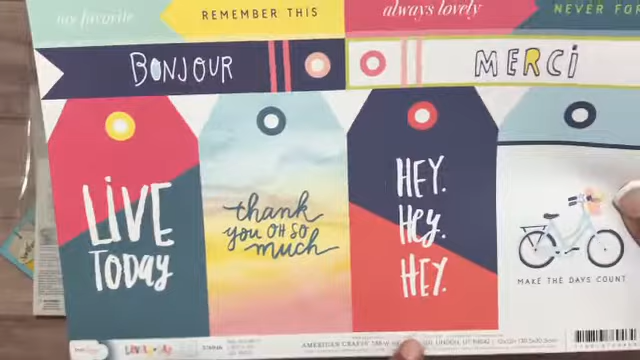 my favorite
REMEMBER THIS
always lovely
NEVER FOR
BONJOUR
MERCi
LiVE
TODAY
thank
you OH SO
much
HEY.
Hey.
HEY.
MAKE THE DAYS COUNT
AMERICAN CRAFTS